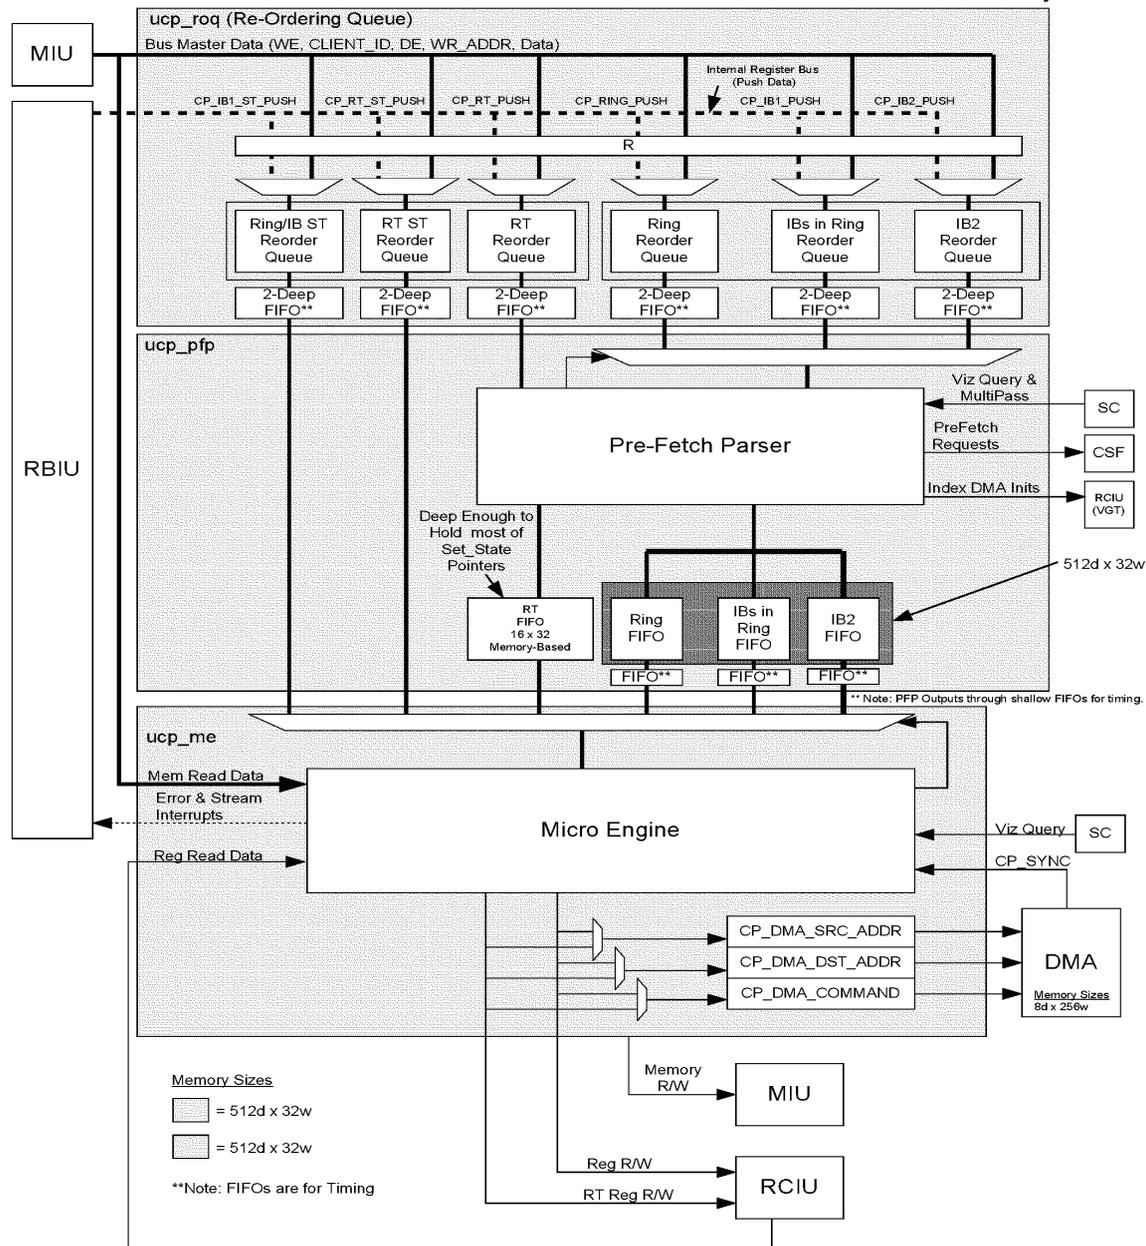 ucp_roq (Re-Ordering Queue)
MIU
Bus Master Data (WE, CLIENT_ID, DE, WR_ADDR, Data)
Internal Register Bus
(Push Data)
CP_IB1_ST_PUSH
CP_RT_ST_PUSH
CP_RT_PUSH
CP_RING_PUSH
CP_IB1_PUSH
CP_IB2_PUSH
R
Ring/IB ST
Reorder
Queue
RT ST
Reorder
Queue
RT
Reorder
Queue
Ring
Reorder
Queue
IBs in Ring
Reorder
Queue
IB2
Reorder
Queue
2-Deep
FIFO**
2-Deep
FIFO**
2-Deep
FIFO**
2-Deep
FIFO**
2-Deep
FIFO**
2-Deep
FIFO**
ucp_pfp
RBIU
Pre-Fetch Parser
Viz Query &
MultiPass
SC
PreFetch
Requests
CSF
Index DMA Inits
RCIU
(VGT)
Deep Enough to
Hold most of
Set_State
Pointers
512d x 32w
RT
FIFO
16 x 32
Memory-Based
Ring
FIFO
IBs in
Ring
FIFO
IB2
FIFO
FIFO**
FIFO**
FIFO**
** Note: PFP Outputs through shallow FIFOs for timing.
ucp_me
Mem Read Data
Error & Stream
Interrupts
Reg Read Data
Micro Engine
Viz Query
SC
CP_SYNC
CP_DMA_SRC_ADDR
CP_DMA_DST_ADDR
CP_DMA_COMMAND
DMA
Memory Sizes
8d x 256w
Memory Sizes
= 512d x 32w
= 512d x 32w
**Note: FIFOs are for Timing
Memory
R/W
MIU
Reg R/W
RT Reg R/W
RCIU